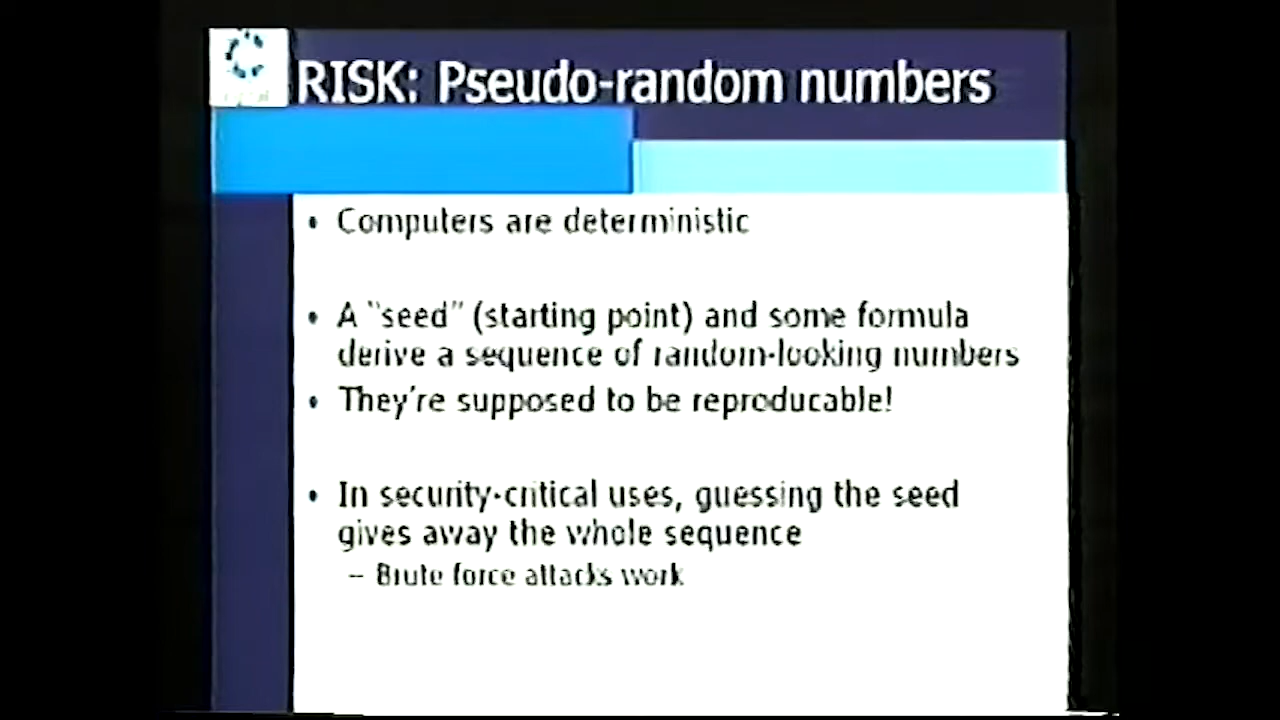 RISK: Pseudo-random numbers
• Computers are deterministic
• A “seed” (starting point) and some formula
derive a sequence of random-looking numbers
• They’re supposed to be reproducable!
• In security-critical uses, guessing the seed
gives away the whole sequence
– Brute force attacks work